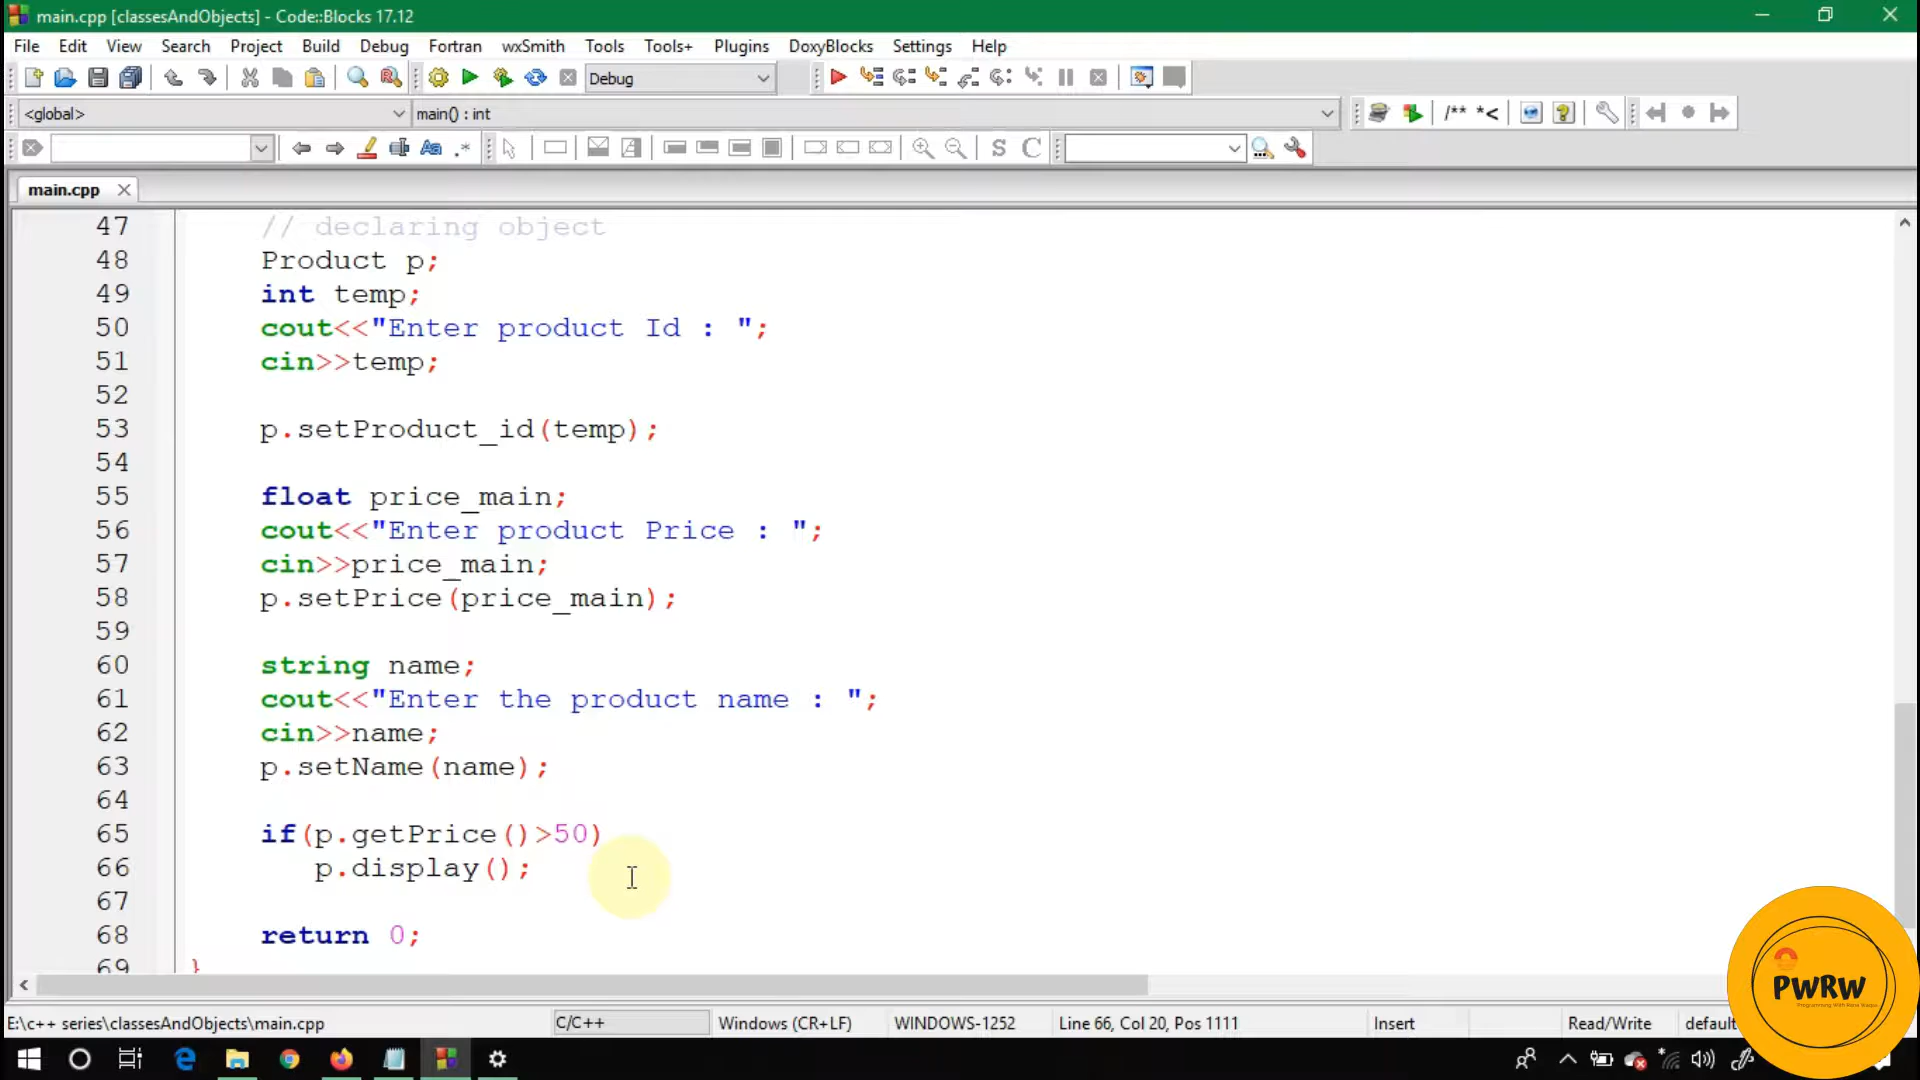 main.cpp [classesAndObjects] - Code::Blocks 17.12
File Edit View Search Project Build Debug Fortran wxSmith Tools Tools+ Plugins DoxyBlocks Settings Help
Debug
<global> main() : int /** *<
Aa .* S C
main.cpp
47 // declaring object
48 Product p;
49 int temp;
50 cout<<"Enter product Id : ";
51 cin>>temp;
52
53 p.setProduct_id(temp);
54
55 float price_main;
56 cout<<"Enter product Price : ";
57 cin>>price_main;
58 p.setPrice(price_main);
59
60 string name;
61 cout<<"Enter the product name : ";
62 cin>>name;
63 p.setName(name);
64
65 if(p.getPrice()>50)
66 p.display();
67
68 return 0;
69 }
PWRW
E:\c++ series\classesAndObjects\main.cpp C/C++ Windows (CR+LF) WINDOWS-1252 Line 66, Col 20, Pos 1111 Insert Read/Write default